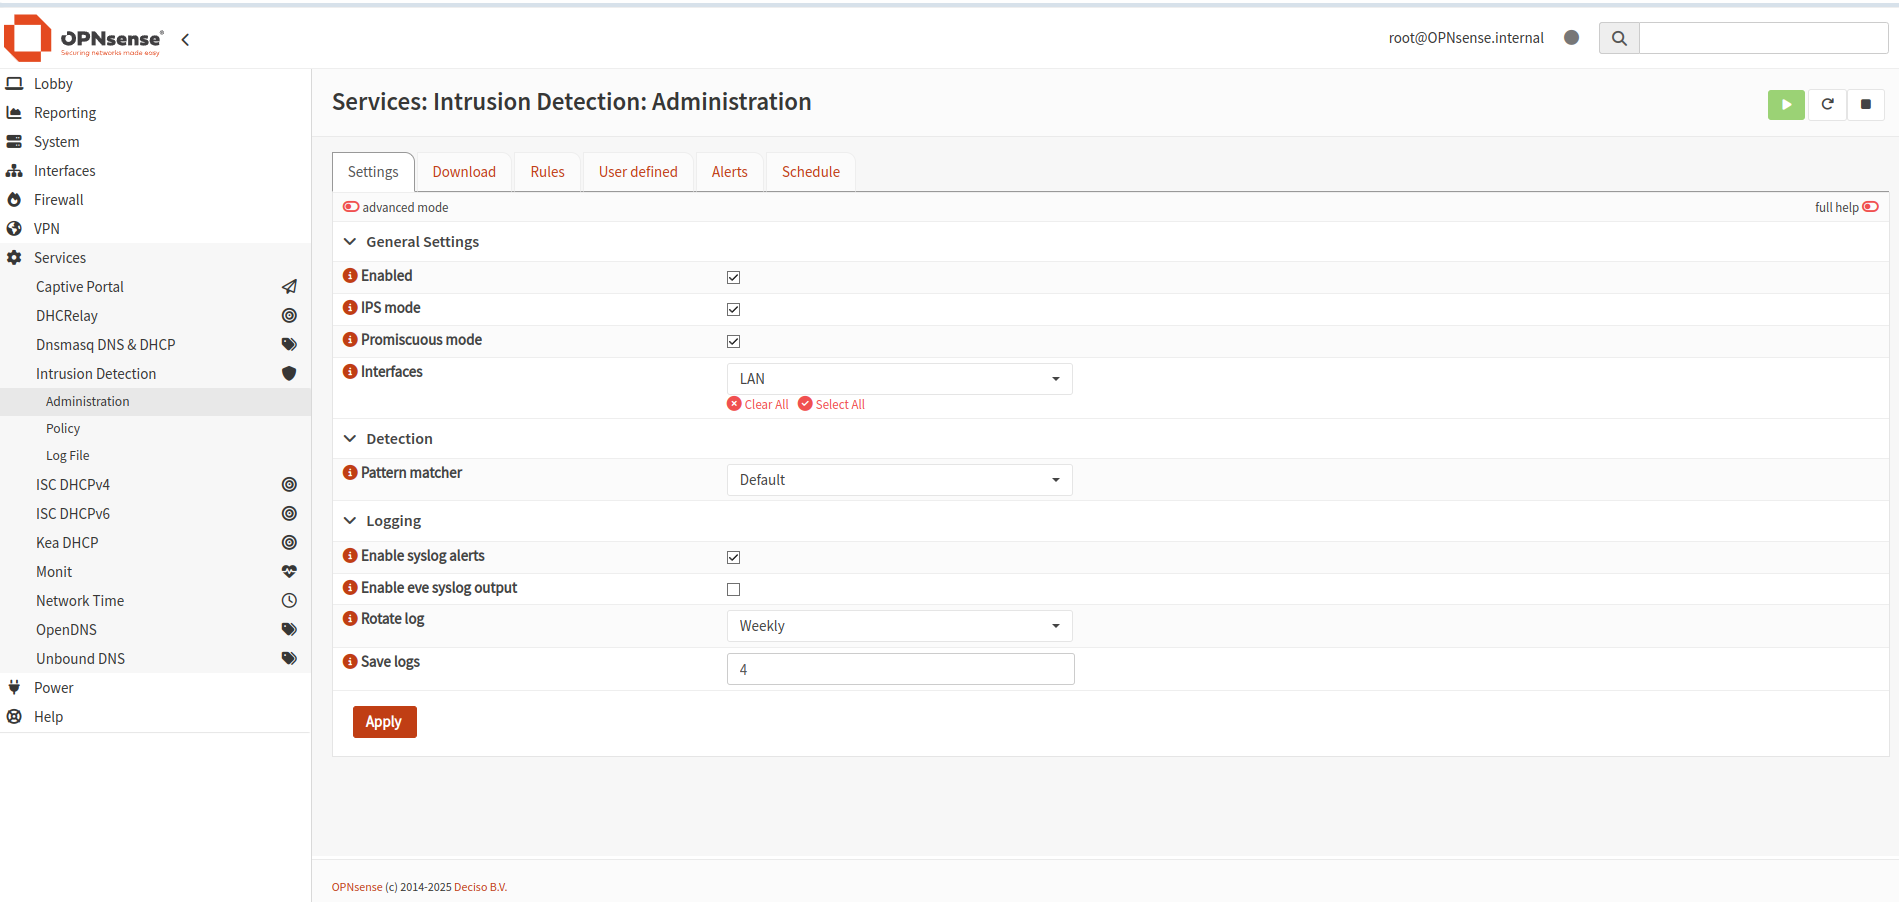 OPNsense®
Securing networks made easy
root@OPNsense.internal
Lobby
Reporting
System
Interfaces
Firewall
VPN
Services
Captive Portal
DHCRelay
Dnsmasq DNS & DHCP
Intrusion Detection
Administration
Policy
Log File
ISC DHCPv4
ISC DHCPv6
Kea DHCP
Monit
Network Time
OpenDNS
Unbound DNS
Power
Help
Services: Intrusion Detection: Administration
Settings Download Rules User defined Alerts Schedule
advanced mode full help
General Settings
Enabled
IPS mode
Promiscuous mode
Interfaces LAN
Clear All Select All
Detection
Pattern matcher Default
Logging
Enable syslog alerts
Enable eve syslog output
Rotate log Weekly
Save logs 4
Apply
OPNsense (c) 2014-2025 Deciso B.V.